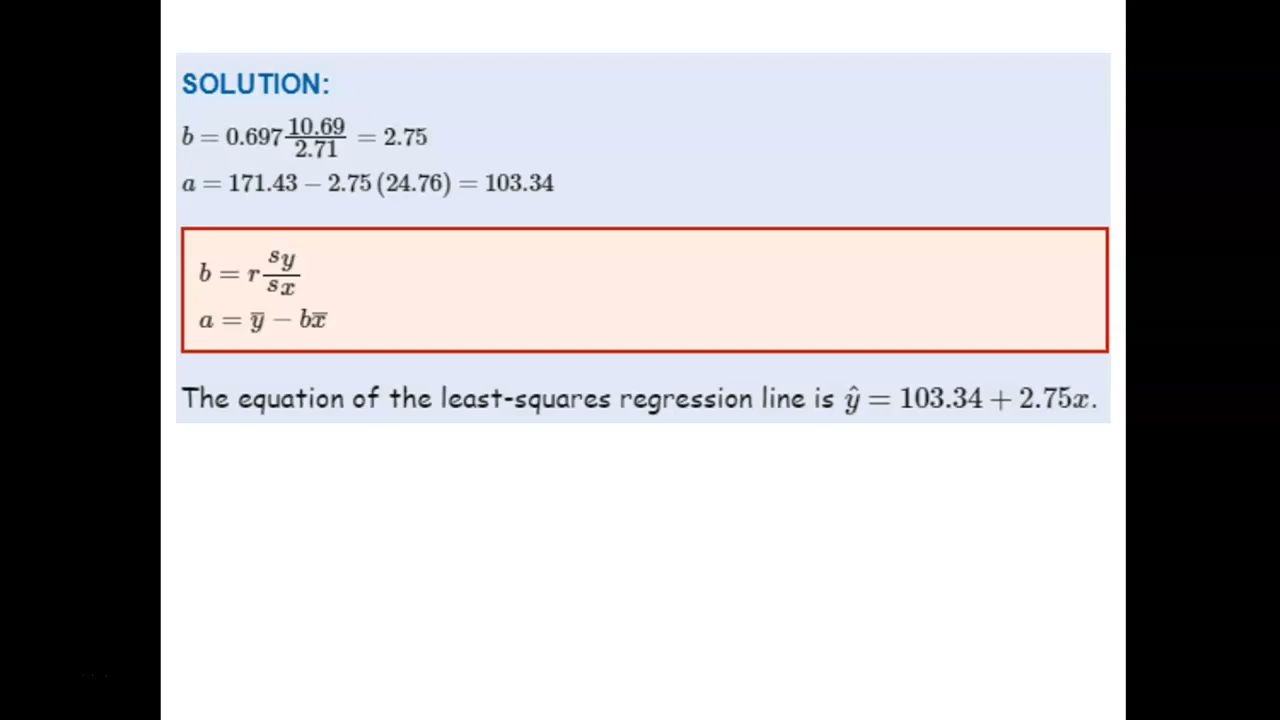 SOLUTION:
b = 0.697 10.69/2.71 = 2.75
a = 171.43 − 2.75 (24.76) = 103.34
b = r sy/sx
a = y̅ − bx̅
The equation of the least-squares regression line is ŷ = 103.34 + 2.75x.